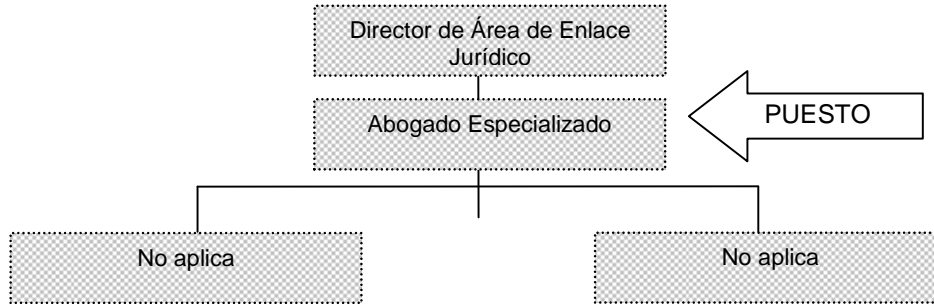 Director de Área de Enlace
Jurídico
Abogado Especializado
PUESTO
No aplica
No aplica